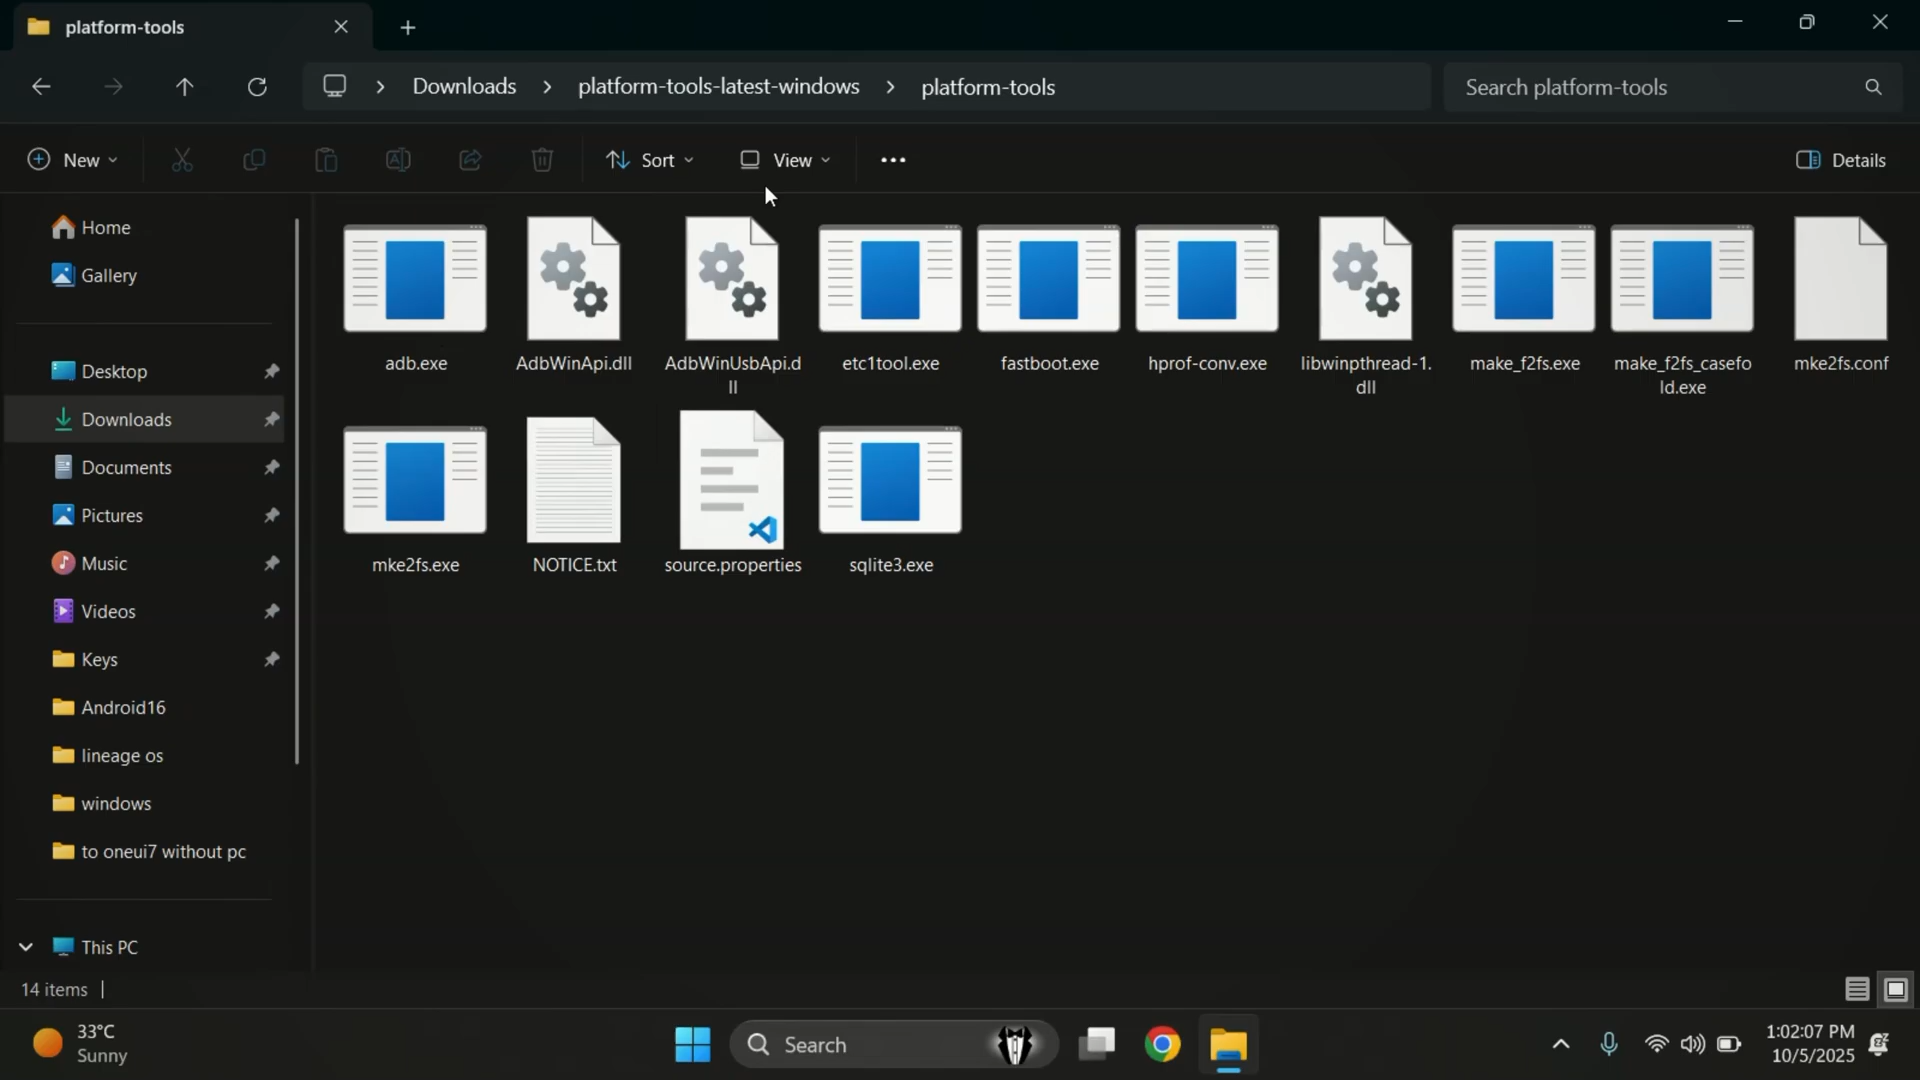 platform-tools
Downloads
platform-tools-latest-windows
platform-tools
Search platform-tools
New
Sort
View
Details
Home
Gallery
Desktop
Downloads
Documents
Pictures
Music
Videos
Keys
Android16
lineage os
windows
to oneui7 without pc
This PC
adb.exe
AdbWinApi.dll
AdbWinUsbApi.d
ll
etc1tool.exe
fastboot.exe
hprof-conv.exe
libwinpthread-1.
dll
make_f2fs.exe
make_f2fs_casefo
ld.exe
mke2fs.conf
mke2fs.exe
NOTICE.txt
source.properties
sqlite3.exe
14 items
33°C
Sunny
Search
1:02:07 PM
10/5/2025